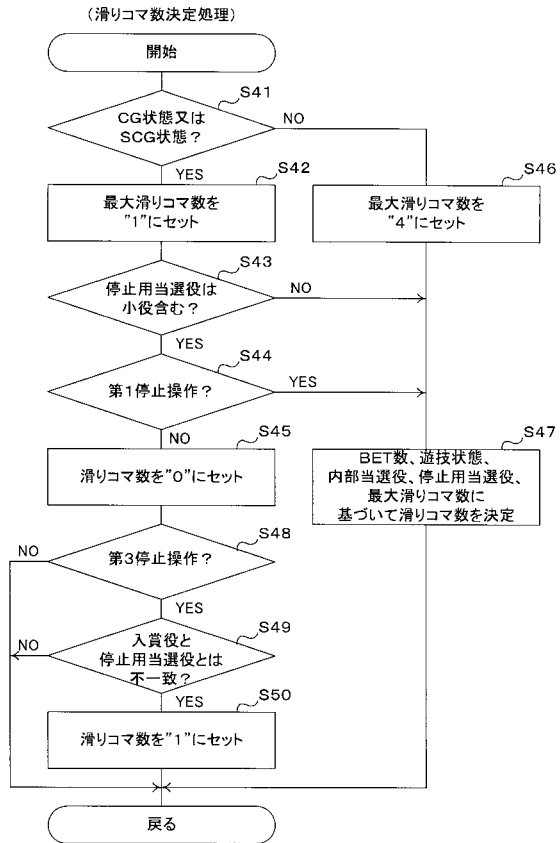 (滑りコマ数決定処理)
開始
S41
CG状態又は
SCG状態?
NO
YES
S42
最大滑りコマ数を
"1"にセット
S46
最大滑りコマ数を
"4"にセット
S43
停止用当選役は
小役含む?
NO
YES
S44
第1停止操作?
YES
NO
S45
滑りコマ数を"0"にセット
S47
BET数、遊技状態、
内部当選役、停止用当選役、
最大滑りコマ数に
基づいて滑りコマ数を決定
S48
NO
第3停止操作?
YES
S49
NO
入賞役と
停止用当選役とは
不一致?
YES
S50
滑りコマ数を"1"にセット
戻る